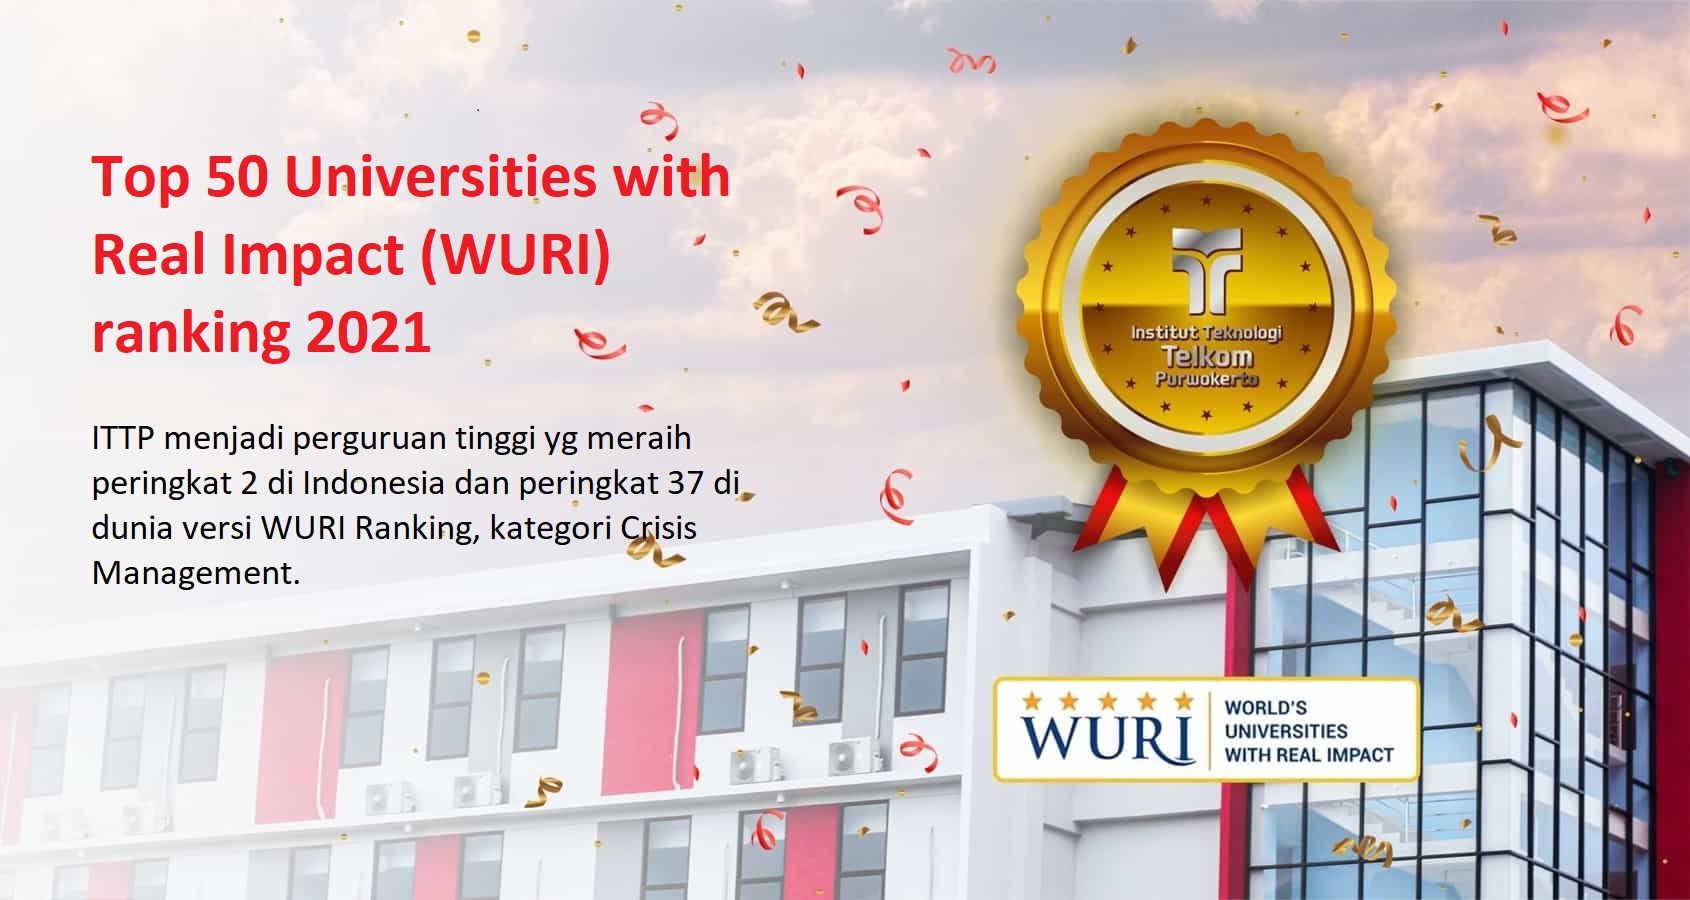 Top 50 Universities with
Real Impact (WURI)
ranking 2021
ITTP menjadi perguruan tinggi yg meraih
peringkat 2 di Indonesia dan peringkat 37 di
dunia versi WURI Ranking, kategori Crisis
Management.
Institut Teknologi
Telkom
Purwokerto
WURI
WORLD'S
UNIVERSITIES
WITH REAL IMPACT